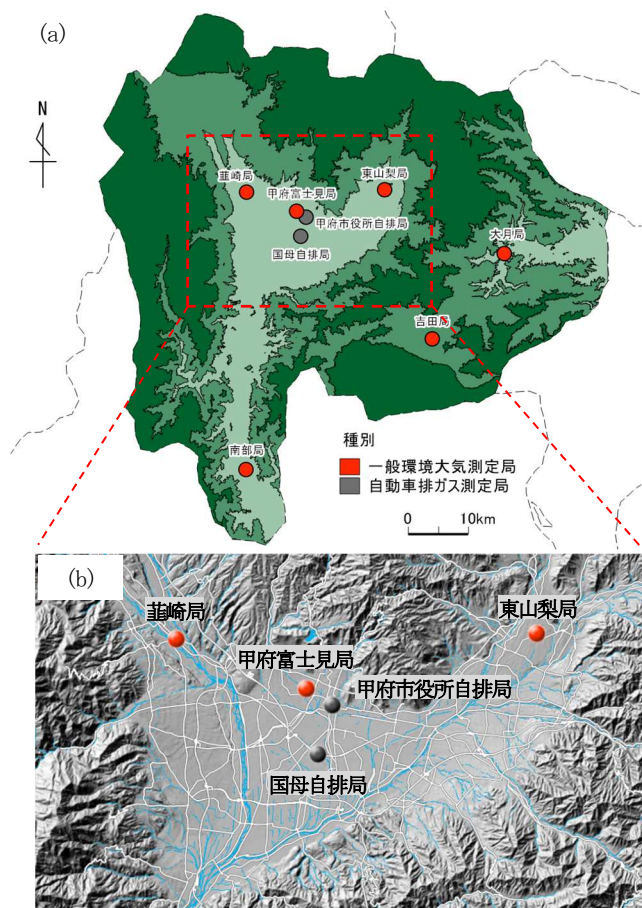 (a)
N
韮崎局
東山梨局
甲府富士見局
甲府市役所自排局
国母自排局
大月局
吉田局
南部局
種別
一般環境大気測定局
自動車排ガス測定局
0 10km
(b)
韮崎局
東山梨局
甲府富士見局
甲府市役所自排局
国母自排局